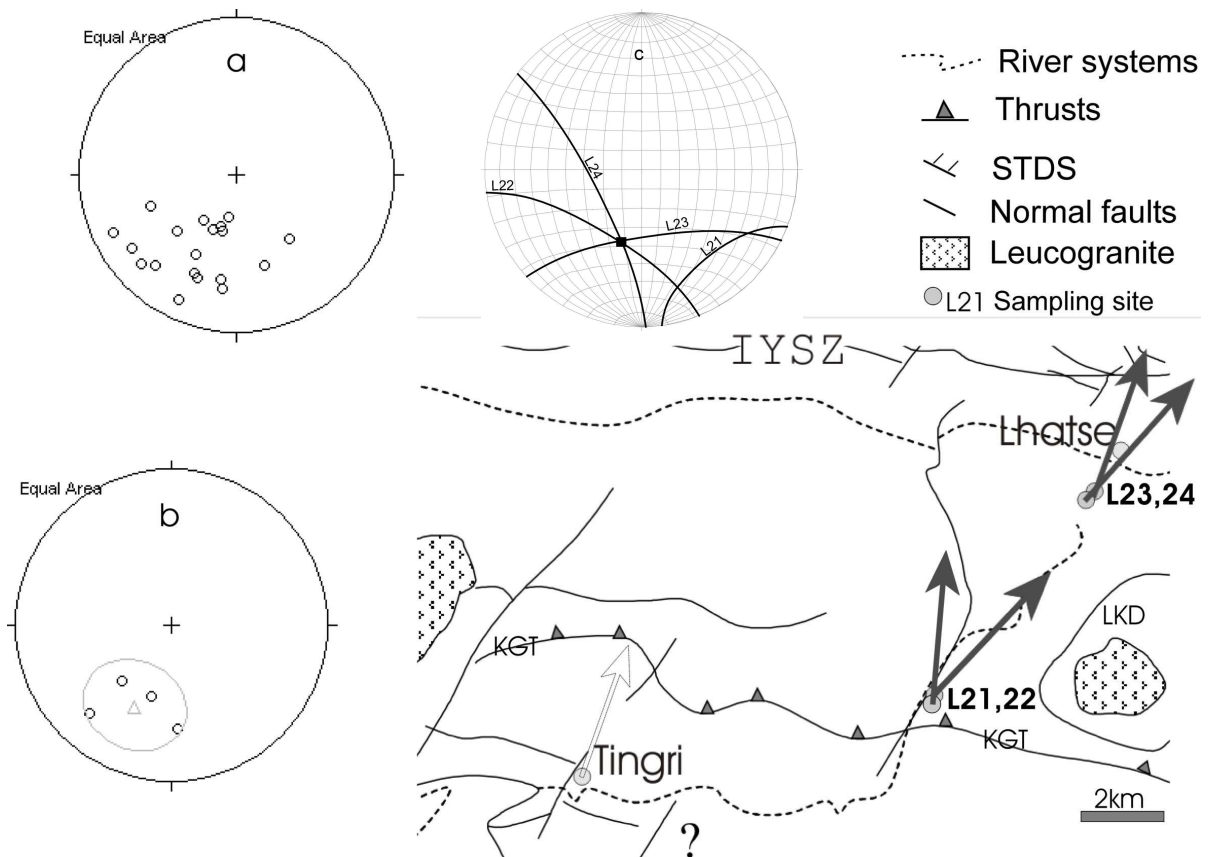 Equal Area
a
c
L24
L22
L23
L21
River systems
Thrusts
STDS
Normal faults
Leucogranite
L21 Sampling site
IYSZ
Lhatse
L23,24
Equal Area
b
KGT
LKD
L21,22
KGT
Tingri
2km
?